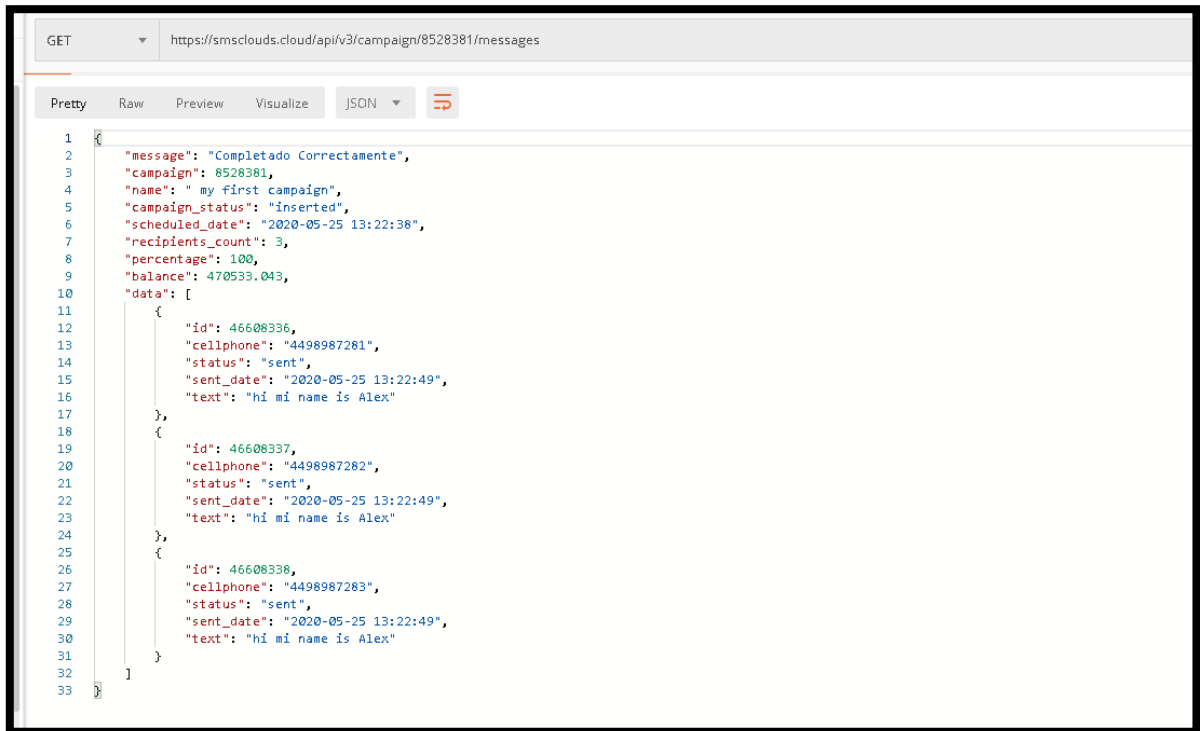 GET https://smsclouds.cloud/api/v3/campaign/8528381/messages
Pretty Raw Preview Visualize JSON
1 {
2 "message": "Completado Correctamente",
3 "campaign": 8528381,
4 "name": " my first campaign",
5 "campaign_status": "inserted",
6 "scheduled_date": "2020-05-25 13:22:38",
7 "recipients_count": 3,
8 "percentage": 100,
9 "balance": 470533.043,
10 "data": [
11 {
12 "id": 46608336,
13 "cellphone": "4498987281",
14 "status": "sent",
15 "sent_date": "2020-05-25 13:22:49",
16 "text": "hi mi name is Alex"
17 },
18 {
19 "id": 46608337,
20 "cellphone": "4498987282",
21 "status": "sent",
22 "sent_date": "2020-05-25 13:22:49",
23 "text": "hi mi name is Alex"
24 },
25 {
26 "id": 46608338,
27 "cellphone": "4498987283",
28 "status": "sent",
29 "sent_date": "2020-05-25 13:22:49",
30 "text": "hi mi name is Alex"
31 }
32 ]
33 }